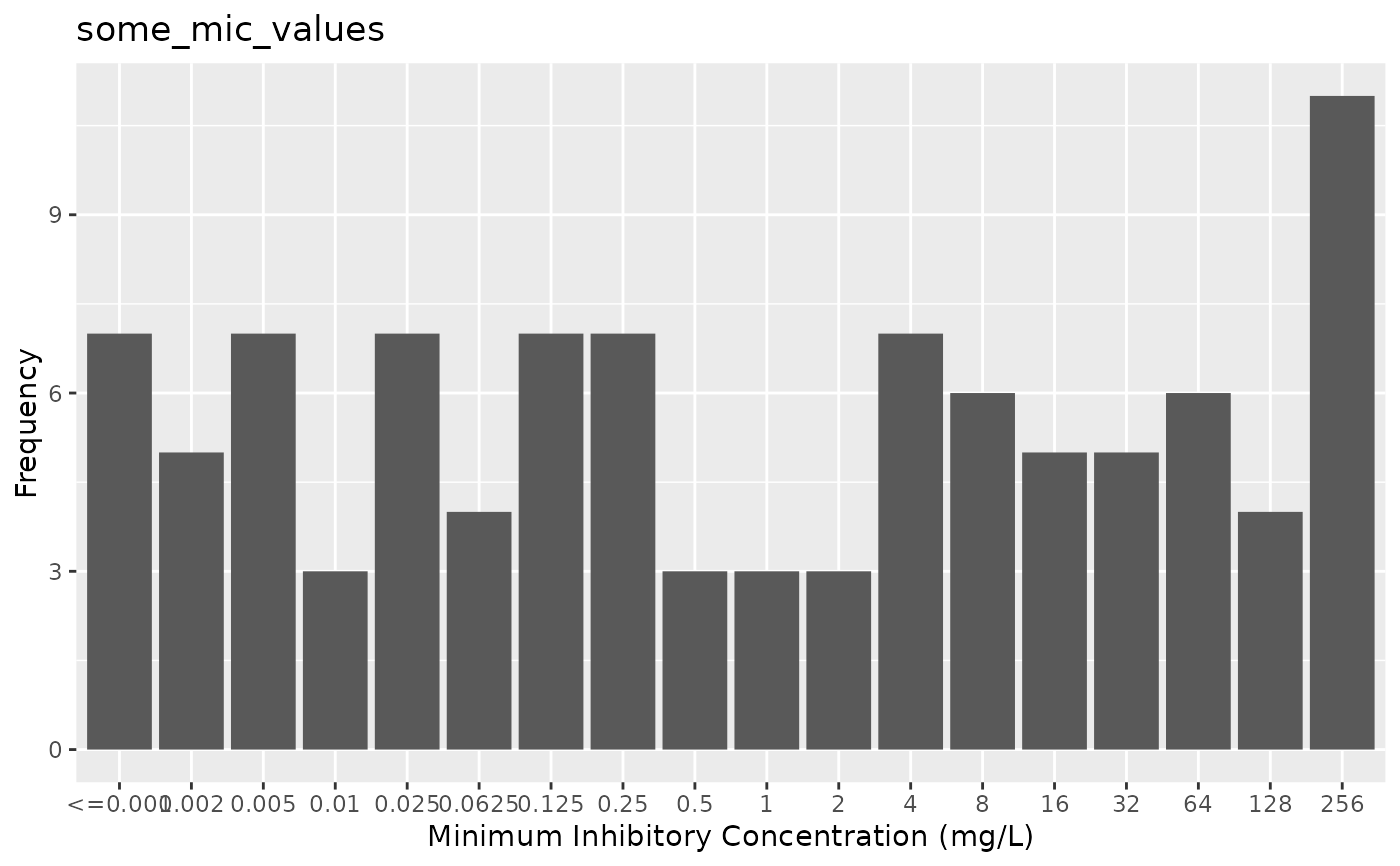 some_mic_values
Frequency
9
6
3
0
<=0.001 0.002 0.005 0.01 0.025 0.0625 0.125 0.25 0.5 1 2 4 8 16 32 64 128 256
Minimum Inhibitory Concentration (mg/L)